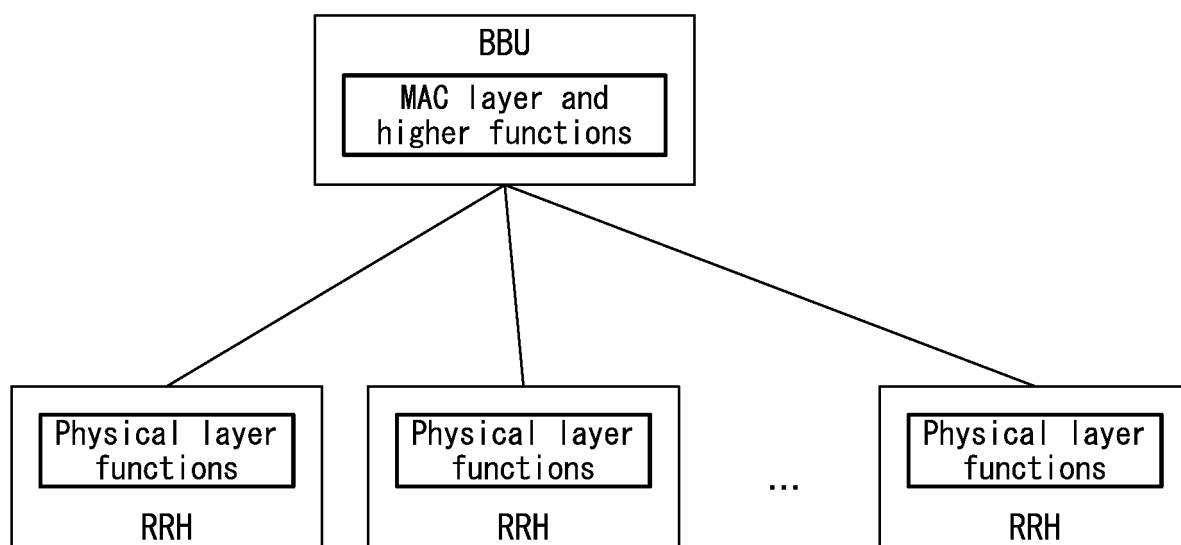 BBU
MAC layer and
higher functions
Physical layer
functions
RRH
Physical layer
functions
RRH
...
Physical layer
functions
RRH